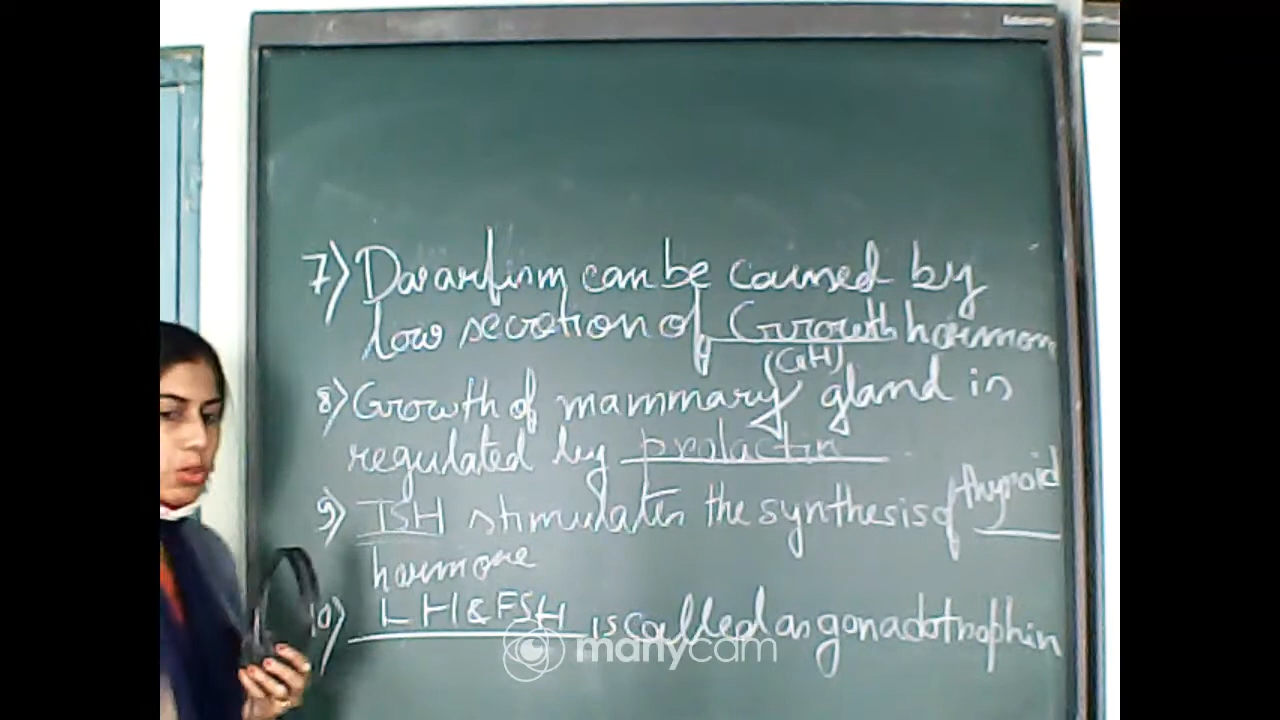 7) Dwarfism can be caused by
low secretion of Growth hormon
(GH)
8) Growth of mammary gland is
regulated by prolactin
9) TSH stimulates the synthesis of thyroid
hormone
10) LH & FSH is called as gonadotrophin
manycam